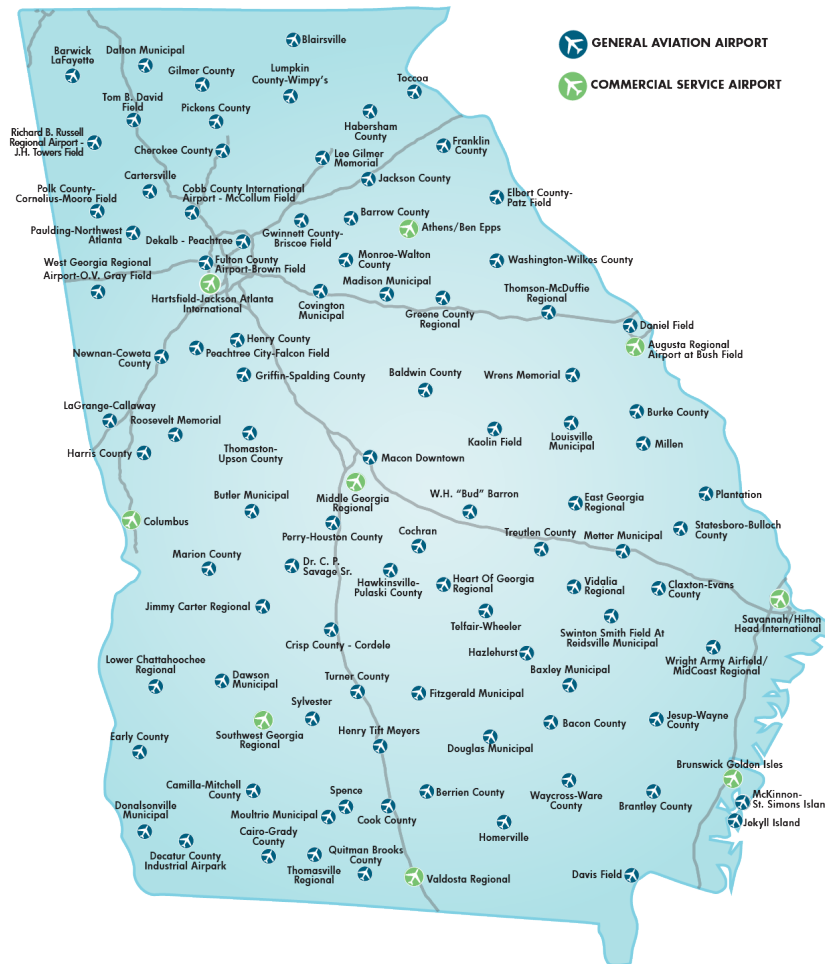 Blairsville
GENERAL AVIATION AIRPORT
Barwick
LaFayette
Dalton Municipal
Gilmer County
Lumpkin
County-Wimpy's
Toccoa
COMMERCIAL SERVICE AIRPORT
Tom B. David
Field
Pickens County
Habersham
County
Richard B. Russell
Regional Airport -
J.H. Towers Field
Cherokee County
Lee Gilmer
Memorial
Franklin
County
Cartersville
Jackson County
Polk County-
Cornelius-Moore Field
Cobb County International
Airport - McCollum Field
Elbert County-
Patz Field
Paulding-Northwest
Atlanta
Dekalb - Peachtree
Gwinnett County-
Briscoe Field
Barrow County
Athens/Ben Epps
West Georgia Regional
Airport-O.V. Gray Field
Fulton County
Airport-Brown Field
Monroe-Walton
County
Washington-Wilkes County
Hartsfield-Jackson Atlanta
International
Covington
Municipal
Madison Municipal
Greene County
Regional
Thomson-McDuffie
Regional
Daniel Field
Newnan-Coweta
County
Henry County
Peachtree City-Falcon Field
Augusta Regional
Airport at Bush Field
Griffin-Spalding County
Baldwin County
Wrens Memorial
LaGrange-Callaway
Roosevelt Memorial
Burke County
Harris County
Thomaston-
Upson County
Macon Downtown
Kaolin Field
Louisville
Municipal
Millen
Butler Municipal
Middle Georgia
Regional
W.H. “Bud” Barron
East Georgia
Regional
Plantation
Columbus
Perry-Houston County
Cochran
Treutlen County
Metter Municipal
Statesboro-Bulloch
County
Marion County
Dr. C. P.
Savage Sr.
Hawkinsville-
Pulaski County
Heart Of Georgia
Regional
Vidalia
Regional
Claxton-Evans
County
Jimmy Carter Regional
Telfair-Wheeler
Swinton Smith Field At
Reidsville Municipal
Savannah/Hilton
Head International
Crisp County - Cordele
Hazlehurst
Wright Army Airfield/
MidCoast Regional
Lower Chattahoochee
Regional
Dawson
Municipal
Turner County
Fitzgerald Municipal
Baxley Municipal
Sylvester
Southwest Georgia
Regional
Henry Tift Meyers
Douglas Municipal
Bacon County
Jesup-Wayne
County
Early County
Brunswick Golden Isles
Camilla-Mitchell
County
Spence
Berrien County
Waycross-Ware
County
Brantley County
McKinnon-
St. Simons Islan
Donalsonville
Municipal
Moultrie Municipal
Cook County
Homerville
Jekyll Island
Decatur County
Industrial Airpark
Cairo-Grady
County
Thomasville
Regional
Quitman Brooks
County
Valdosta Regional
Davis Field